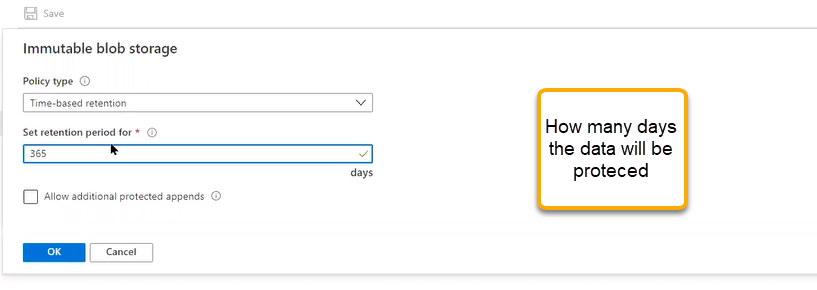 Save
Immutable blob storage
Policy type
Time-based retention
Set retention period for *
365
days
Allow additional protected appends
OK Cancel
How many days
the data will be
proteced